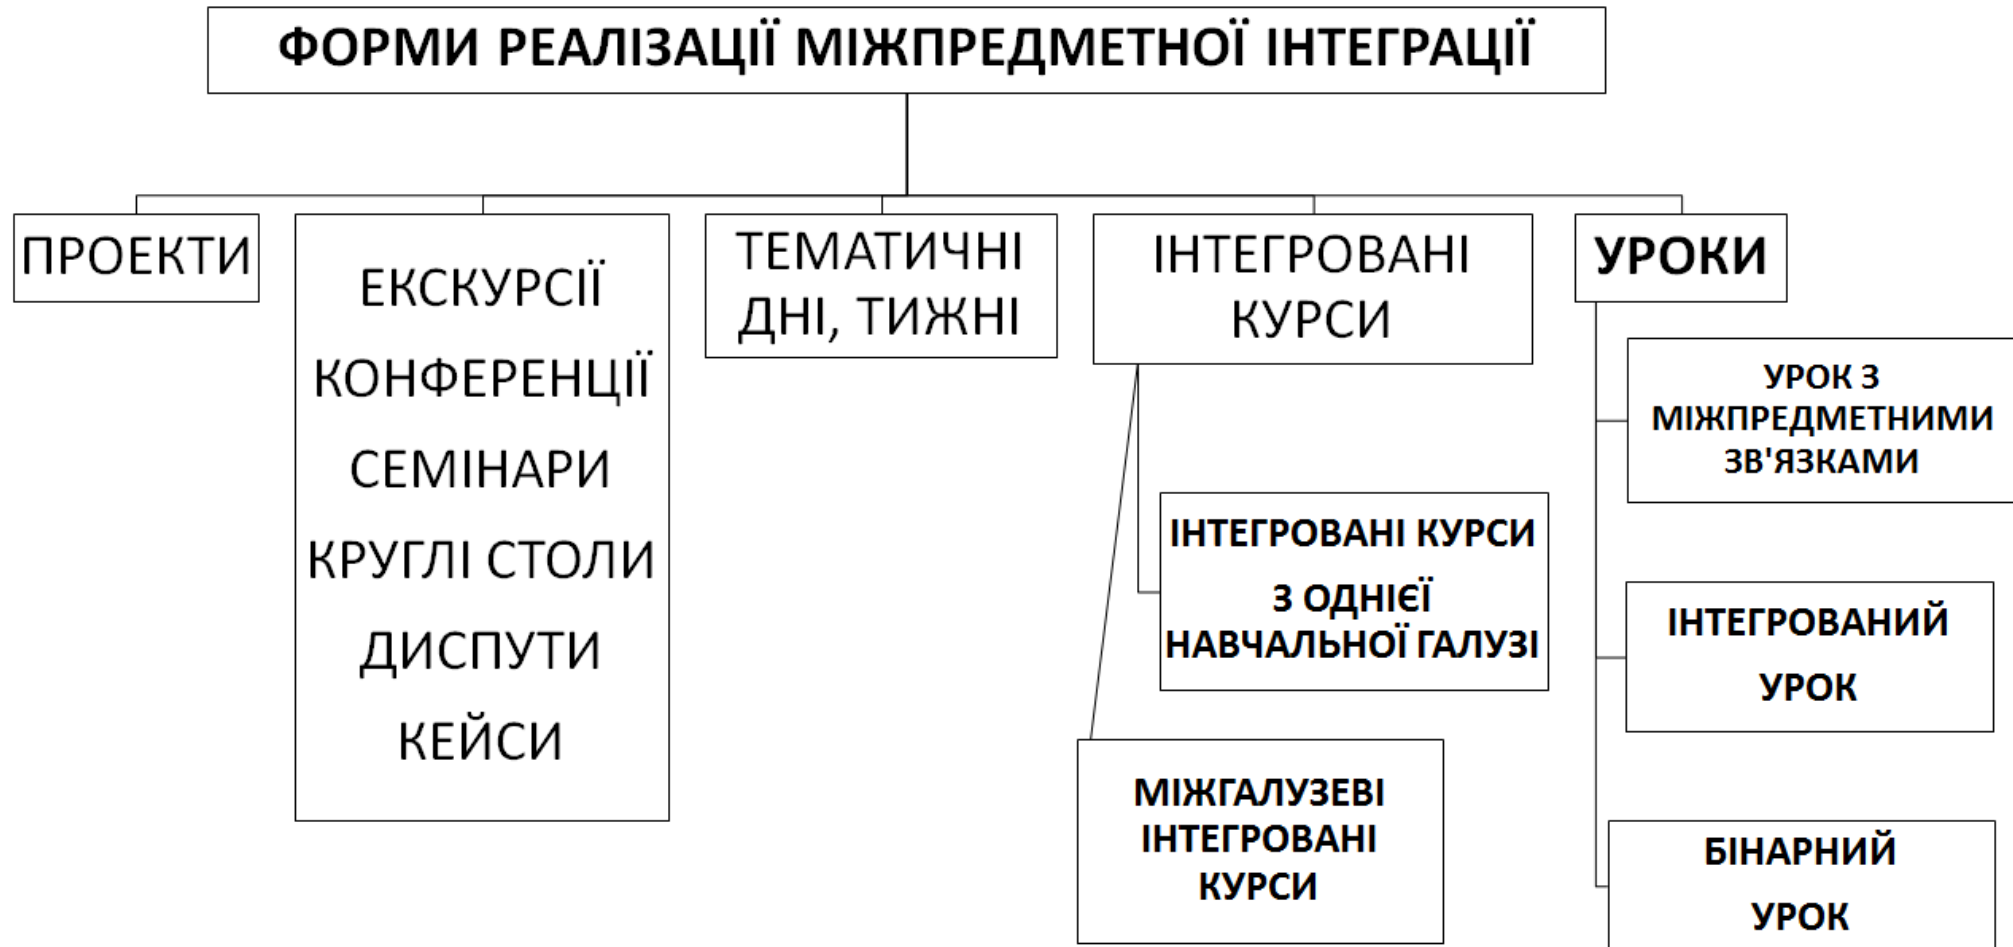 ФОРМИ РЕАЛІЗАЦІЇ МІЖПРЕДМЕТНОЇ ІНТЕГРАЦІЇ
ПРОЕКТИ
ЕКСКУРСІЇ
КОНФЕРЕНЦІЇ
СЕМІНАРИ
КРУГЛІ СТОЛИ
ДИСПУТИ
КЕЙСИ
ТЕМАТИЧНІ
ДНІ, ТИЖНІ
ІНТЕГРОВАНІ
КУРСИ
ІНТЕГРОВАНІ КУРСИ
З ОДНІЄЇ
НАВЧАЛЬНОЇ ГАЛУЗІ
МІЖГАЛУЗЕВІ
ІНТЕГРОВАНІ
КУРСИ
УРОКИ
УРОК З
МІЖПРЕДМЕТНИМИ
ЗВ'ЯЗКАМИ
ІНТЕГРОВАНИЙ
УРОК
БІНАРНИЙ
УРОК